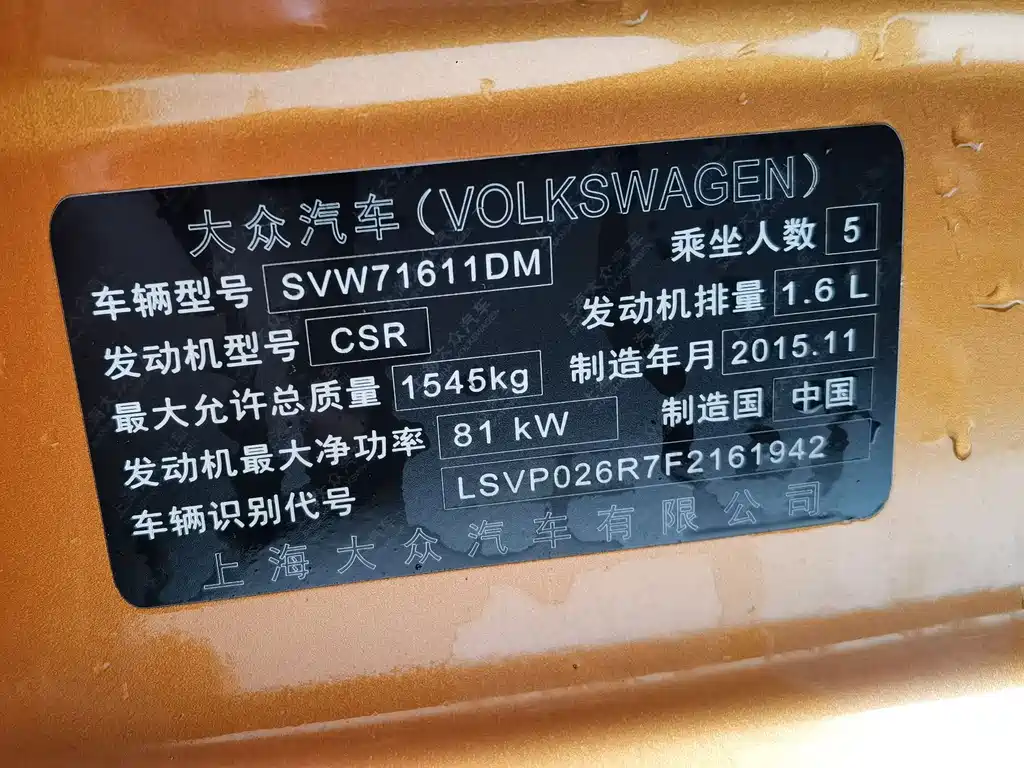 大众汽车(VOLKSWAGEN)
车辆型号 SVW71611DM 乘坐人数 5
发动机型号 CSR 发动机排量 1.6 L
最大允许总质量 1545kg 制造年月 2015.11
发动机最大净功率 81 kW 制造国 中国
车辆识别代号 LSVP026R7F2161942
上海大众汽车有限公司